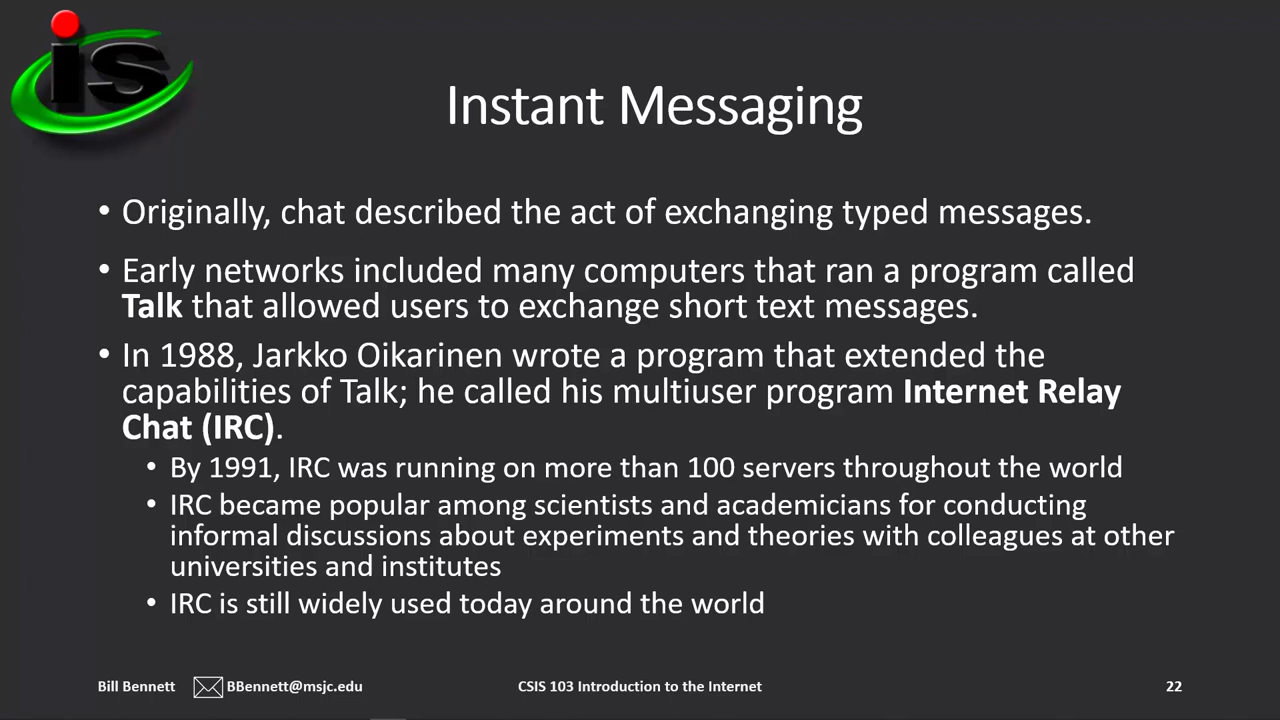 is
Instant Messaging
• Originally, chat described the act of exchanging typed messages.
• Early networks included many computers that ran a program called
Talk that allowed users to exchange short text messages.
• In 1988, Jarkko Oikarinen wrote a program that extended the
capabilities of Talk; he called his multiuser program Internet Relay
Chat (IRC).
• By 1991, IRC was running on more than 100 servers throughout the world
• IRC became popular among scientists and academicians for conducting
informal discussions about experiments and theories with colleagues at other
universities and institutes
• IRC is still widely used today around the world
Bill Bennett BBennett@msjc.edu CSIS 103 Introduction to the Internet 22